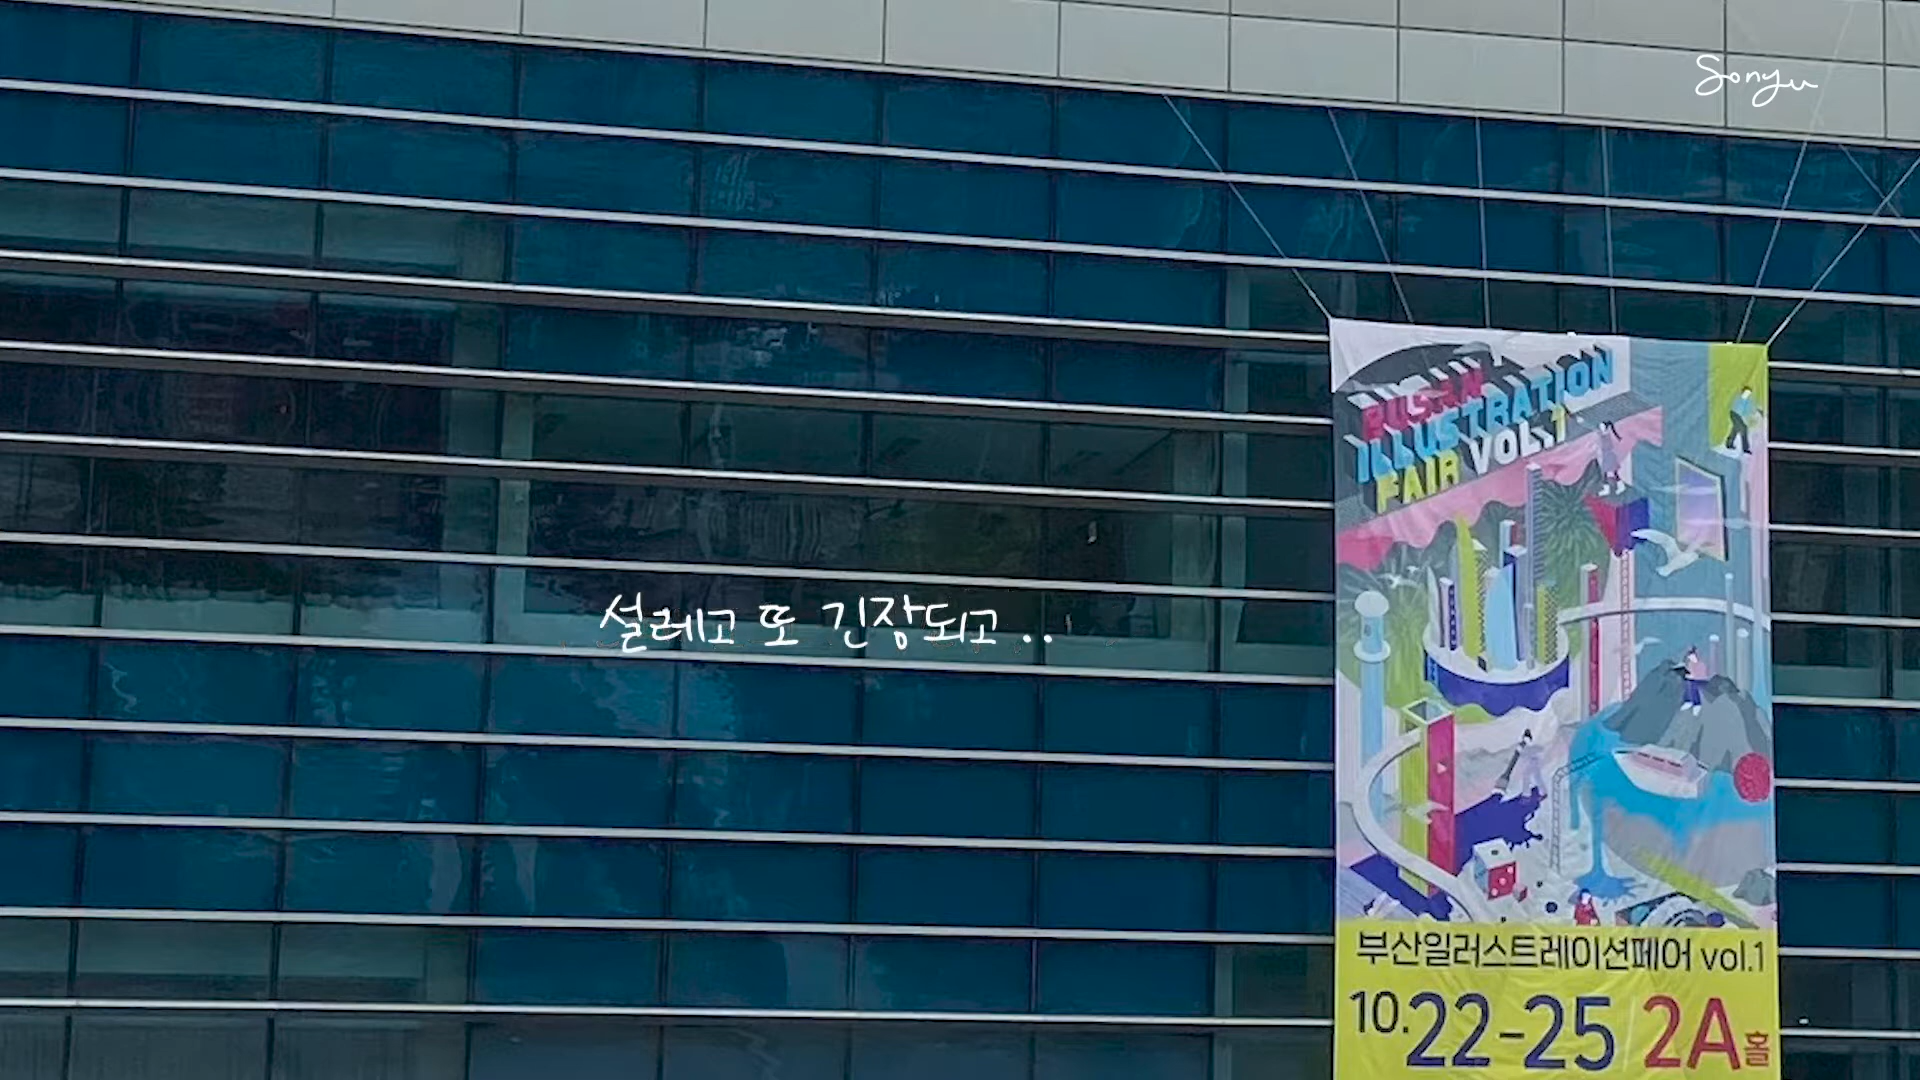 Sonyu
BUSAN
ILLUSTRATION
FAIR VOL.1
설레고 또 긴장되고..
부산일러스트레이션페어 vol.1
10.22-25 2A홀